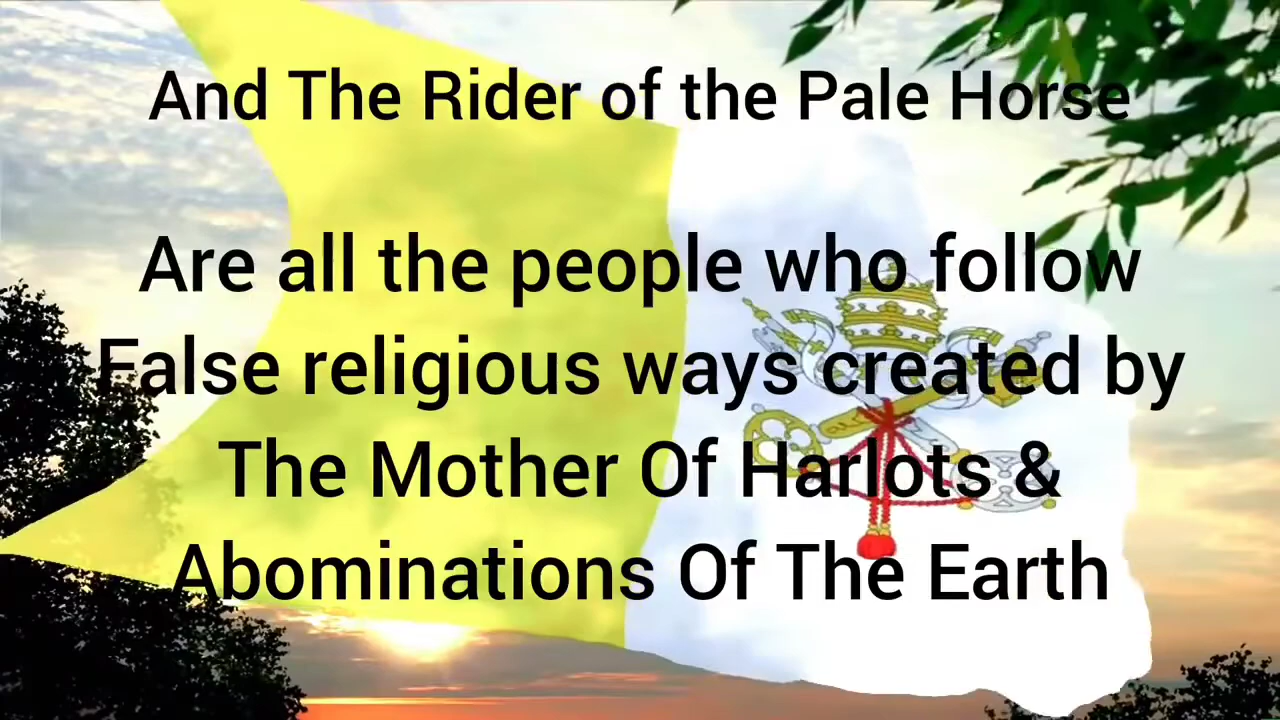 And The Rider of the Pale Horse
Are all the people who follow
False religious ways created by
The Mother Of Harlots &
Abominations Of The Earth